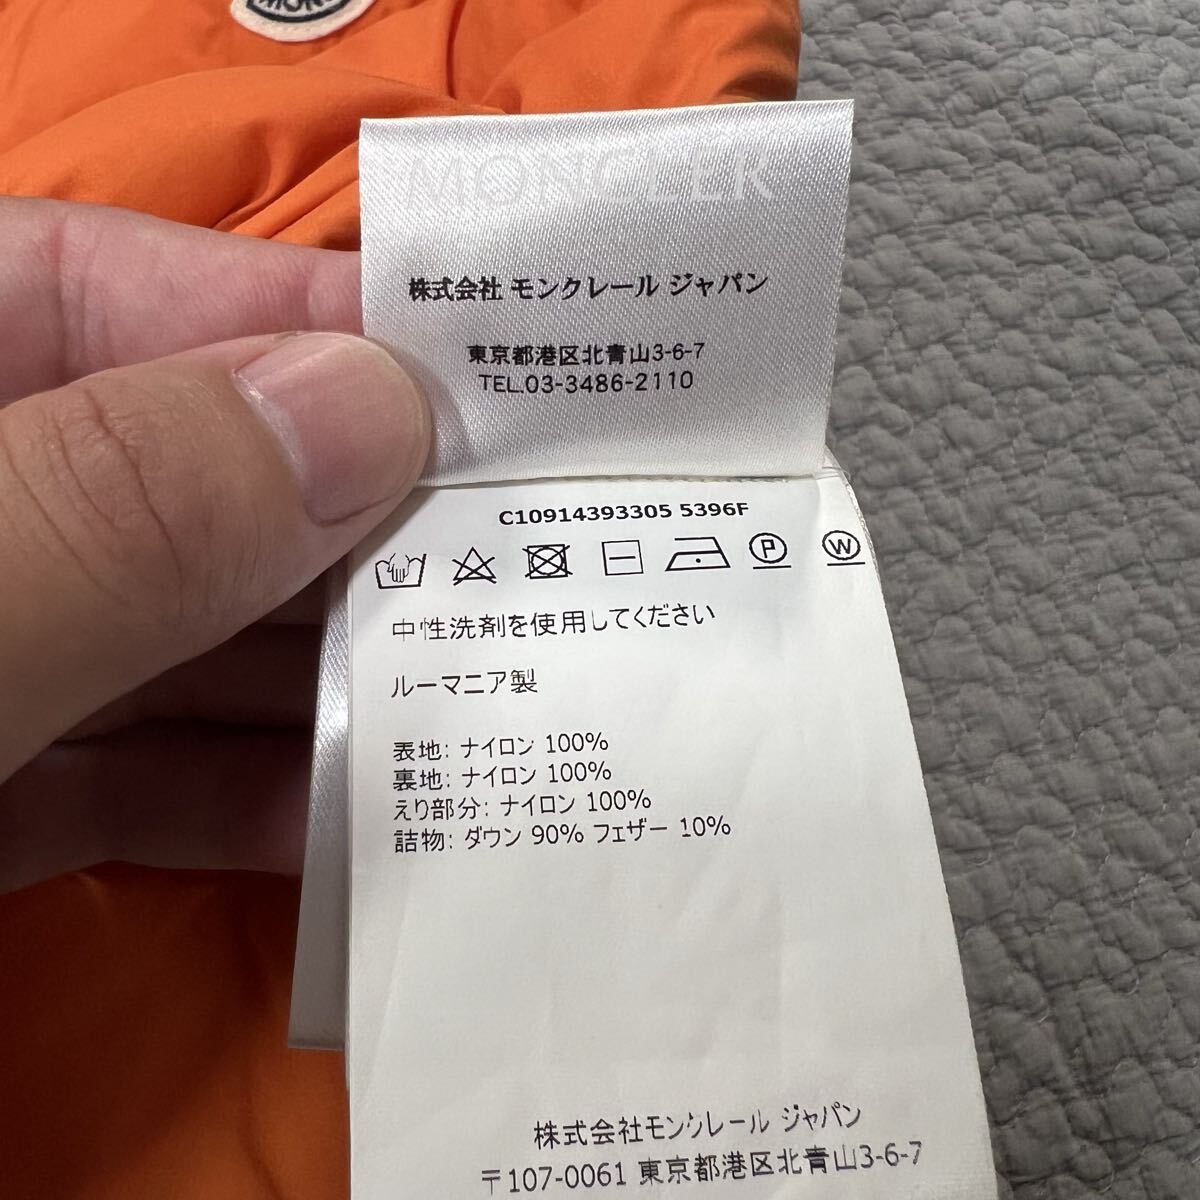 MONCLER
株式会社 モンクレール ジャパン
東京都港区北青山3-6-7
TEL.03-3486-2110
C10914393305 5396F
P
W
中性洗剤を使用してください
ルーマニア製
表地: ナイロン 100%
裏地: ナイロン 100%
えり部分: ナイロン 100%
詰物: ダウン 90% フェザー 10%
株式会社モンクレール ジャパン
〒107-0061 東京都港区北青山3-6-7